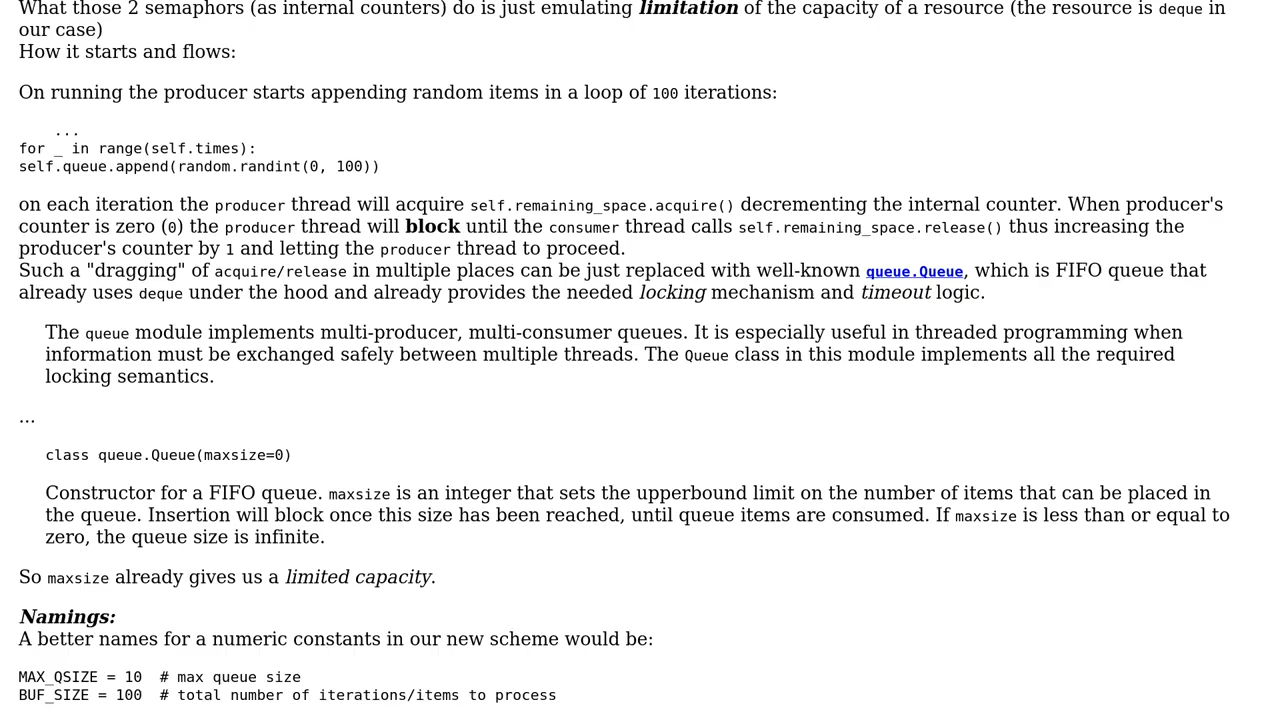 What those 2 semaphors (as internal counters) do is just emulating limitation of the capacity of a resource (the resource is deque in
our case)
How it starts and flows:
On running the producer starts appending random items in a loop of 100 iterations:
...
for _ in range(self.times):
self.queue.append(random.randint(0, 100))
on each iteration the producer thread will acquire self.remaining_space.acquire() decrementing the internal counter. When producer's
counter is zero (0) the producer thread will block until the consumer thread calls self.remaining_space.release() thus increasing the
producer's counter by 1 and letting the producer thread to proceed.
Such a "dragging" of acquire/release in multiple places can be just replaced with well-known queue.Queue, which is FIFO queue that
already uses deque under the hood and already provides the needed locking mechanism and timeout logic.
The queue module implements multi-producer, multi-consumer queues. It is especially useful in threaded programming when
information must be exchanged safely between multiple threads. The Queue class in this module implements all the required
locking semantics.
...
class queue.Queue(maxsize=0)
Constructor for a FIFO queue. maxsize is an integer that sets the upperbound limit on the number of items that can be placed in
the queue. Insertion will block once this size has been reached, until queue items are consumed. If maxsize is less than or equal to
zero, the queue size is infinite.
So maxsize already gives us a limited capacity.
Namings:
A better names for a numeric constants in our new scheme would be:
MAX_QSIZE = 10  # max queue size
BUF_SIZE = 100  # total number of iterations/items to process